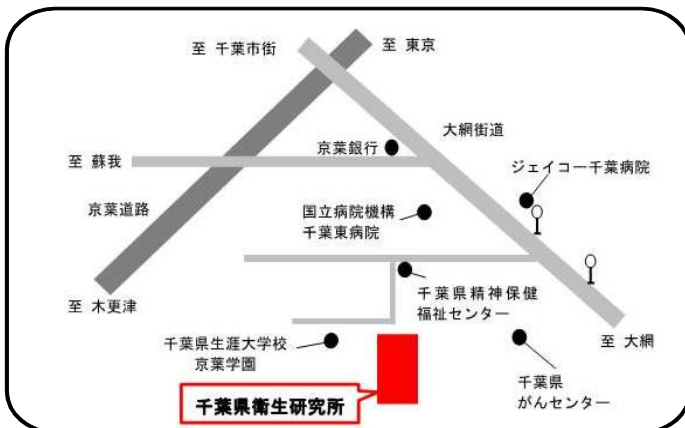 至 千葉市街
至 東京
大網街道
京葉銀行
至 蘇我
ジェイコー千葉病院
京葉道路
国立病院機構
千葉東病院
至 木更津
千葉県精神保健
福祉センター
千葉県生涯大学校
京葉学園
至 大網
千葉県
がんセンター
千葉県衛生研究所